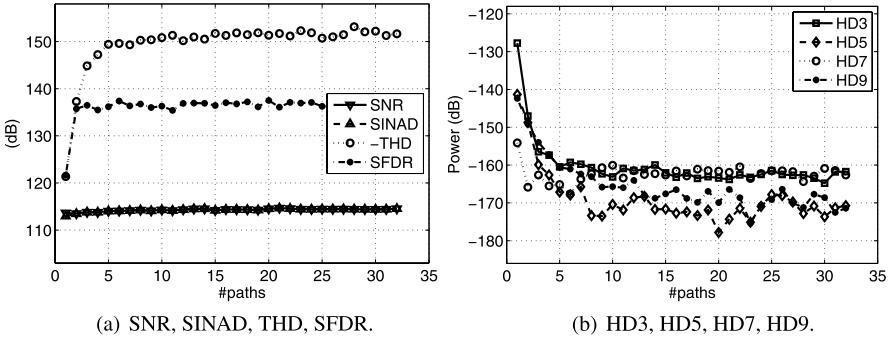 150
140
130
120
110
(dB)
SNR
SINAD
−THD
SFDR
0 5 10 15 20 25 30 35
#paths
(a) SNR, SINAD, THD, SFDR.
−120
−130
−140
−150
−160
−170
−180
Power (dB)
HD3
HD5
HD7
HD9
0 5 10 15 20 25 30 35
#paths
(b) HD3, HD5, HD7, HD9.